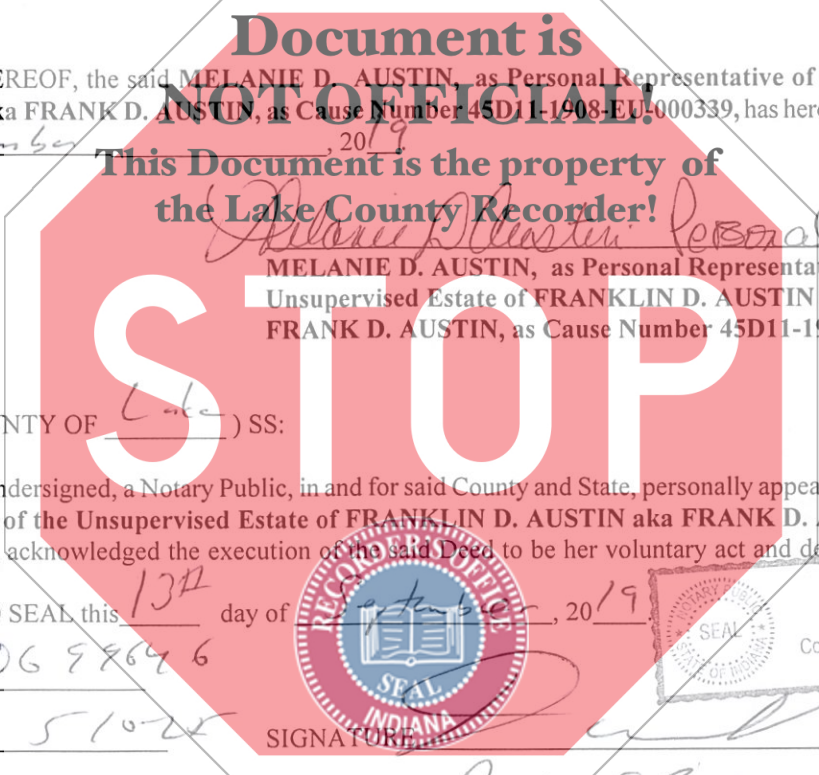 Document is
EREOF, the said MELANIE D. AUSTIN, as Personal Representative of
NOT OFFICIAL!
a FRANK D. AUSTIN, as Cause Number 45D11-1908-EU-000339, has here
, 2019.
This Document is the property of
the Lake County Recorder!
Melanie D Austin Personal
MELANIE D. AUSTIN, as Personal Representa
Unsupervised Estate of FRANKLIN D. AUSTIN
FRANK D. AUSTIN, as Cause Number 45D11-19
STOP
NTY OF Lake ) SS:
ndersigned, a Notary Public, in and for said County and State, personally appea
of the Unsupervised Estate of FRANKLIN D. AUSTIN aka FRANK D.
acknowledged the execution of the said Deed to be her voluntary act and de
RECORDER'S OFFICE
SEAL this 13th day of September, 2019.
NOTARY PUBLIC
SEAL
STATE OF INDIANA
Co
SEAL
INDIANA
SIGNATURE